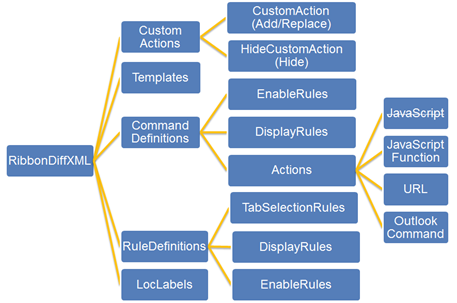 RibbonDiffXML
Custom
Actions
CustomAction
(Add/Replace)
HideCustomAction
(Hide)
Templates
Command
Definitions
EnableRules
DisplayRules
Actions
JavaScript
JavaScript
Function
URL
Outlook
Command
RuleDefinitions
TabSelectionRules
DisplayRules
EnableRules
LocLabels